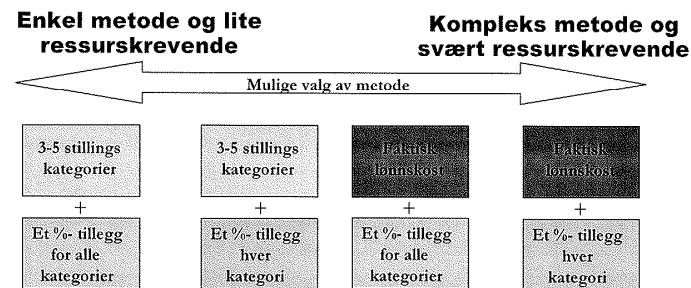 Enkel metode og lite
ressurskrevende
Kompleks metode og
svært ressurskrevende
Mulige valg av metode
3-5 stillings
kategorier
+
Et %- tillegg
for alle
kategorier
3-5 stillings
kategorier
+
Et %- tillegg
hver
kategori
Faktisk
lønnskost
+
Et %- tillegg
for alle
kategorier
Faktisk
lønnskost
+
Et %- tillegg
hver
kategori